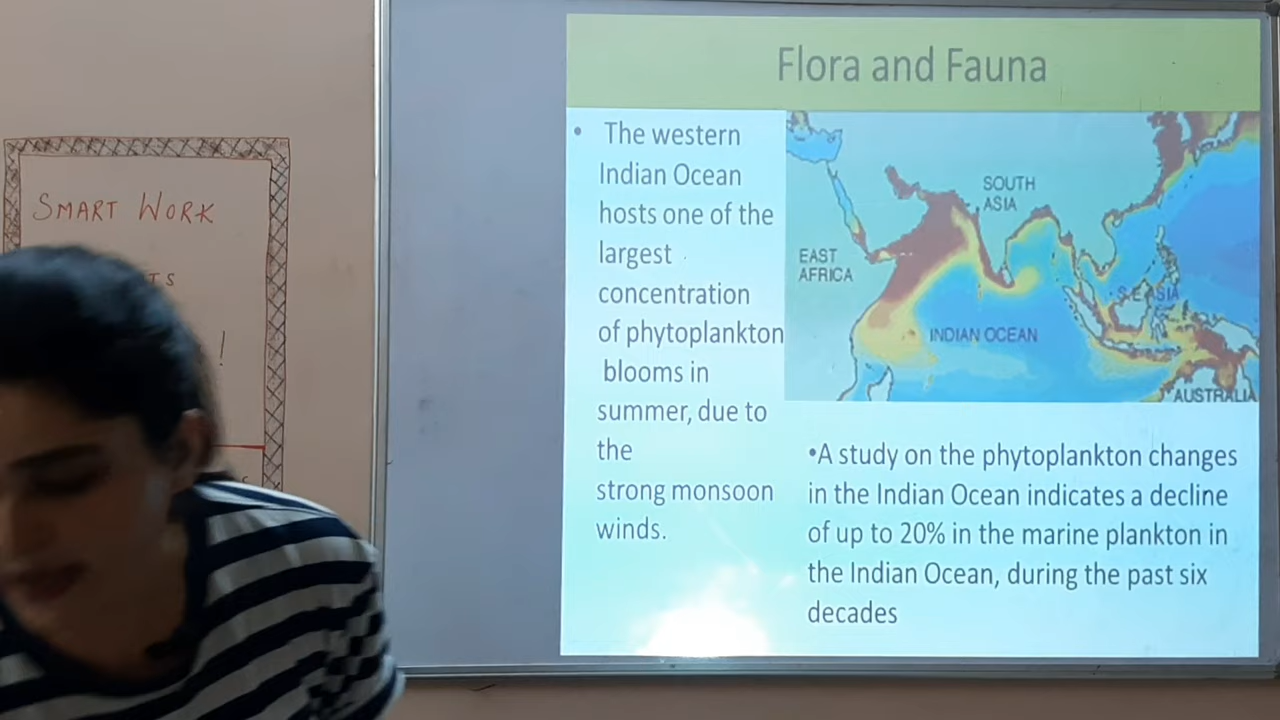 SMART WORK
!
Flora and Fauna
• The western
Indian Ocean
hosts one of the
largest
concentration
of phytoplankton
blooms in
summer, due to
the
strong monsoon
winds.
SOUTH
ASIA
EAST
AFRICA
S.E ASIA
INDIAN OCEAN
AUSTRALIA
•A study on the phytoplankton changes
in the Indian Ocean indicates a decline
of up to 20% in the marine plankton in
the Indian Ocean, during the past six
decades